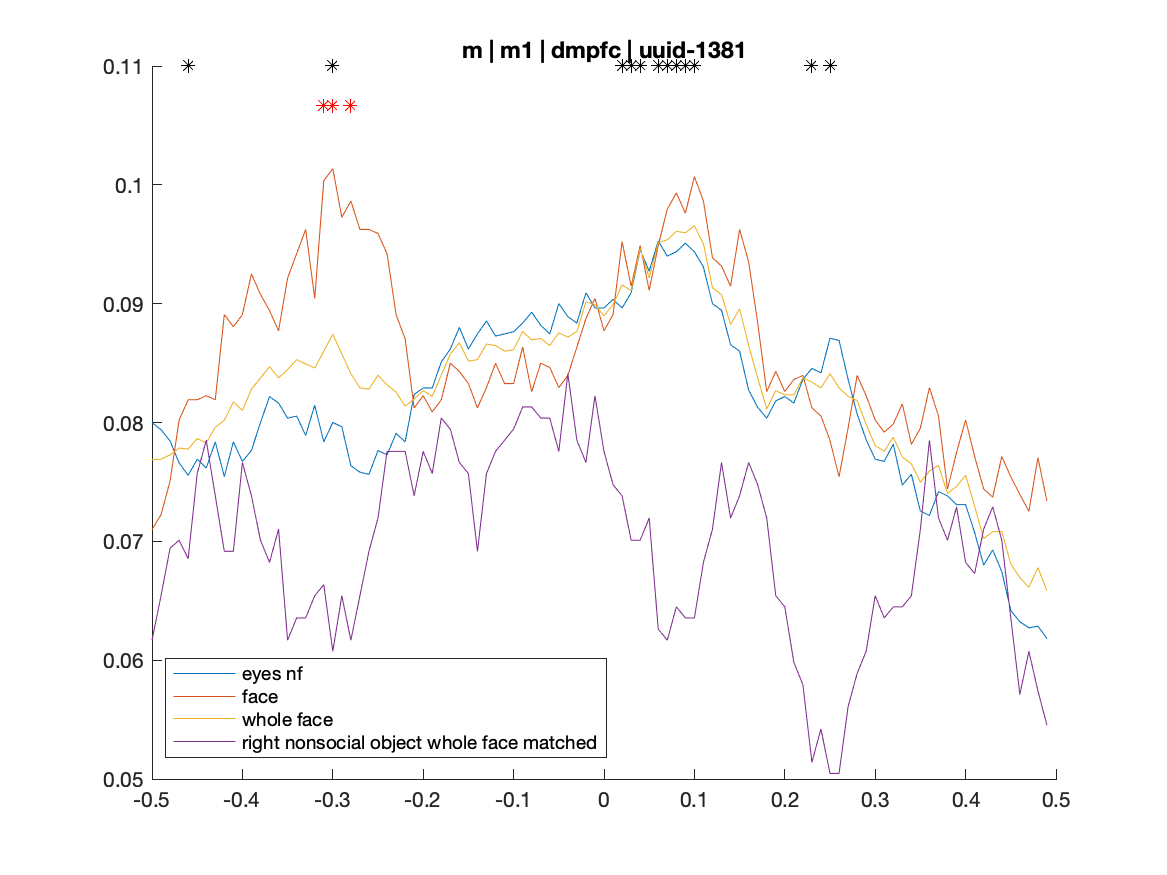 m | m1 | dmpfc | uuid-1381
0.11
0.1
0.09
0.08
0.07
0.06
0.05
eyes nf
face
whole face
right nonsocial object whole face matched
-0.5 -0.4 -0.3 -0.2 -0.1 0 0.1 0.2 0.3 0.4 0.5